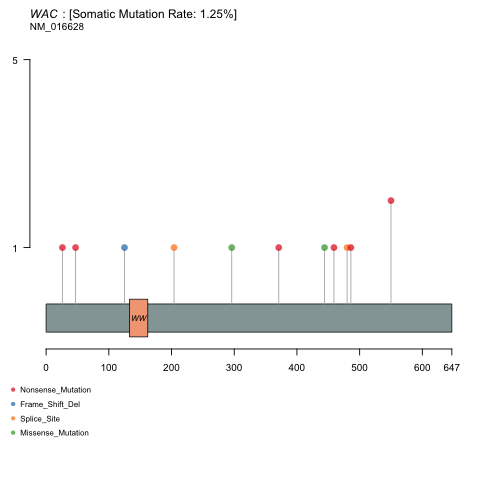 WAC : [Somatic Mutation Rate: 1.25%]
NM_016628
5
1
WW
0 100 200 300 400 500 600 647
Nonsense_Mutation
Frame_Shift_Del
Splice_Site
Missense_Mutation